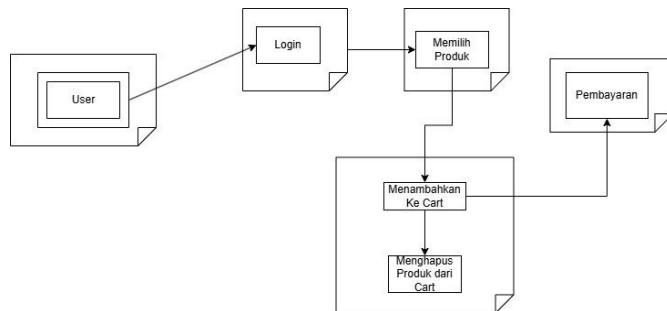 User
Login
Memilih
Produk
Pembayaran
Menambahkan
Ke Cart
Menghapus
Produk dari
Cart